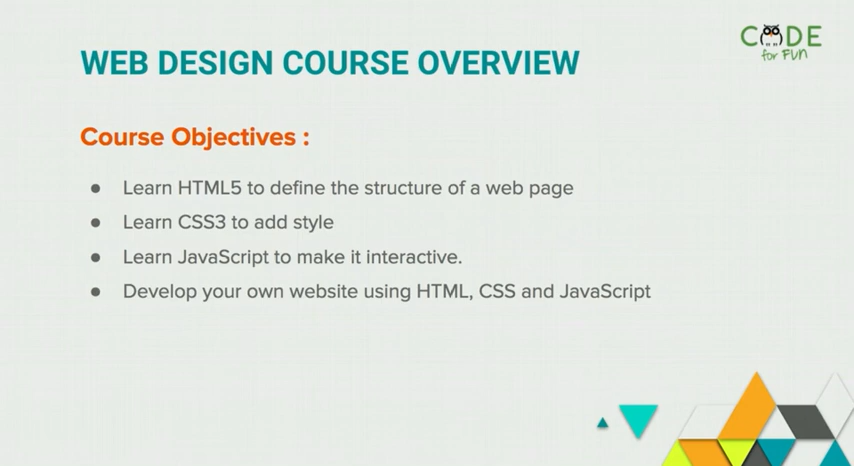 CODE
for FUN
WEB DESIGN COURSE OVERVIEW
Course Objectives :
● Learn HTML5 to define the structure of a web page
● Learn CSS3 to add style
● Learn JavaScript to make it interactive.
● Develop your own website using HTML, CSS and JavaScript